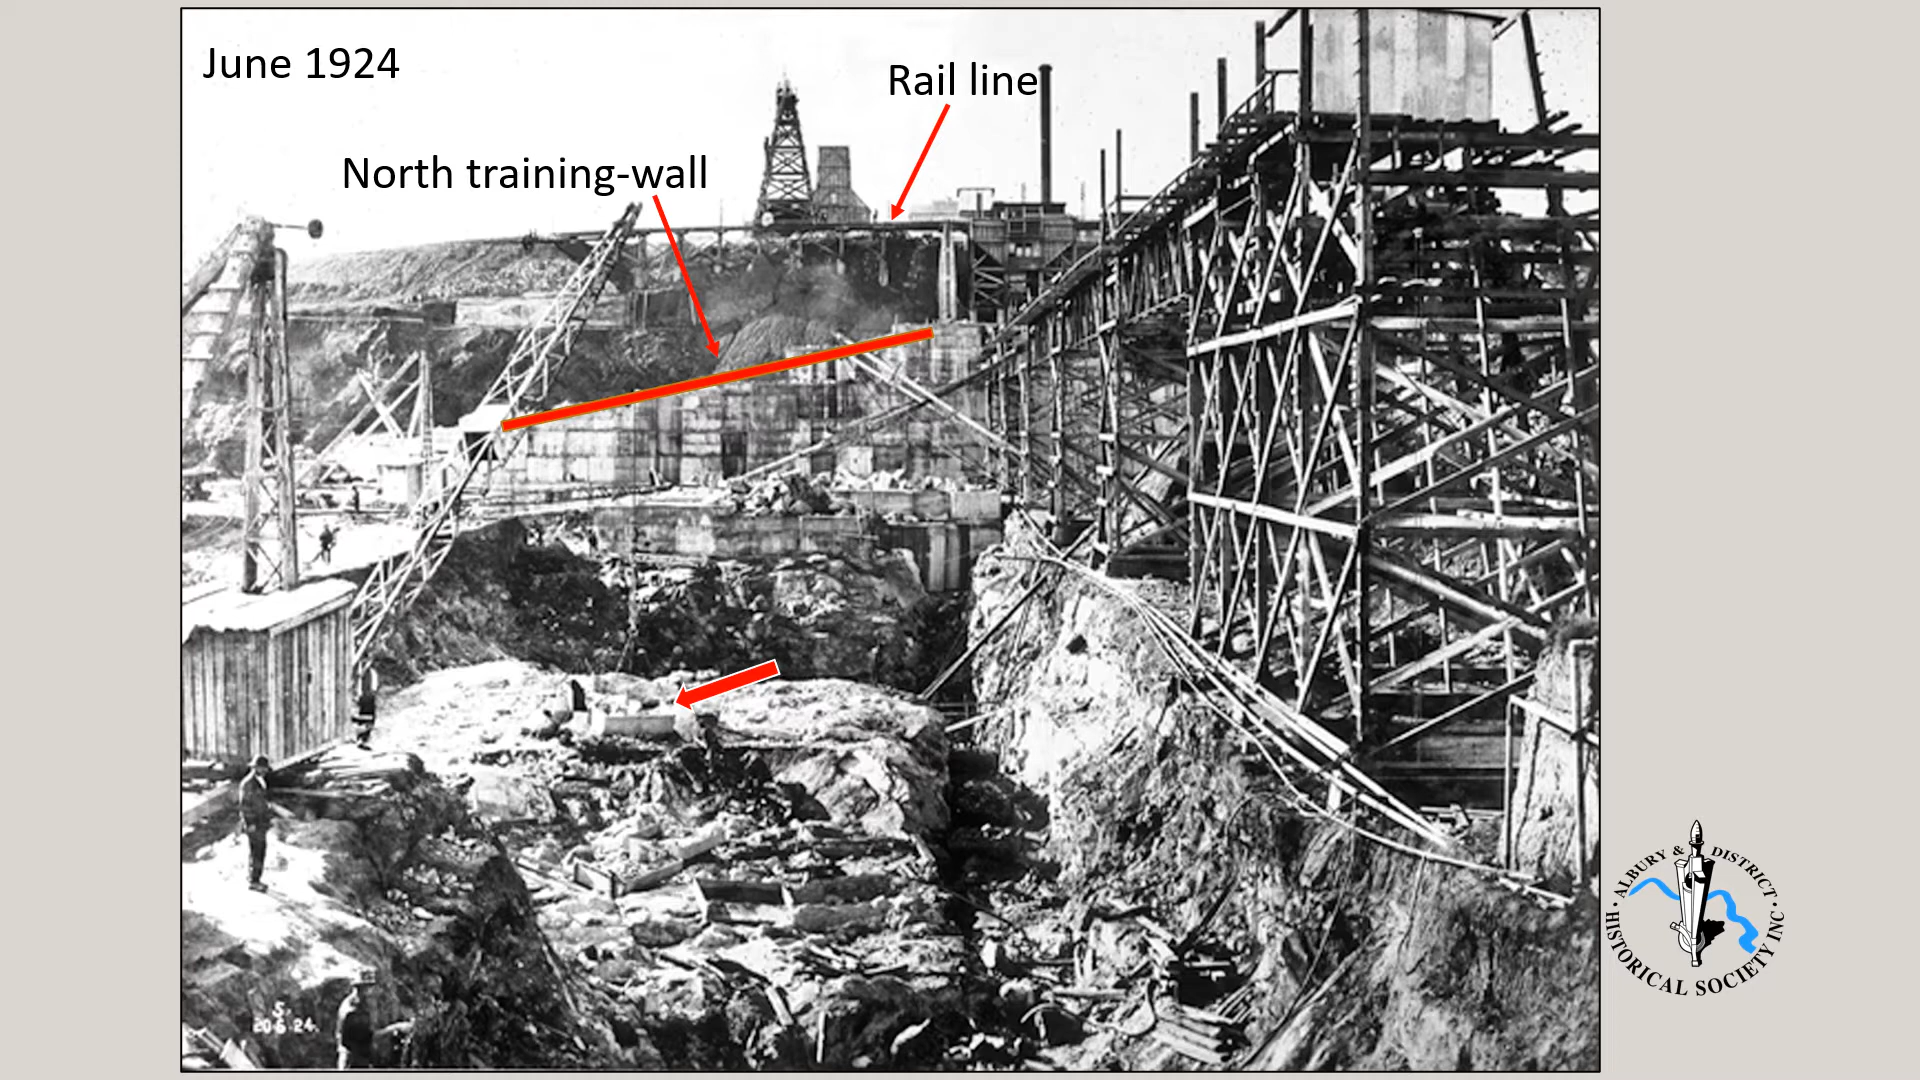 June 1924
Rail line
North training-wall
20 6 24.
ALBURY & DISTRICT
HISTORICAL SOCIETY INC